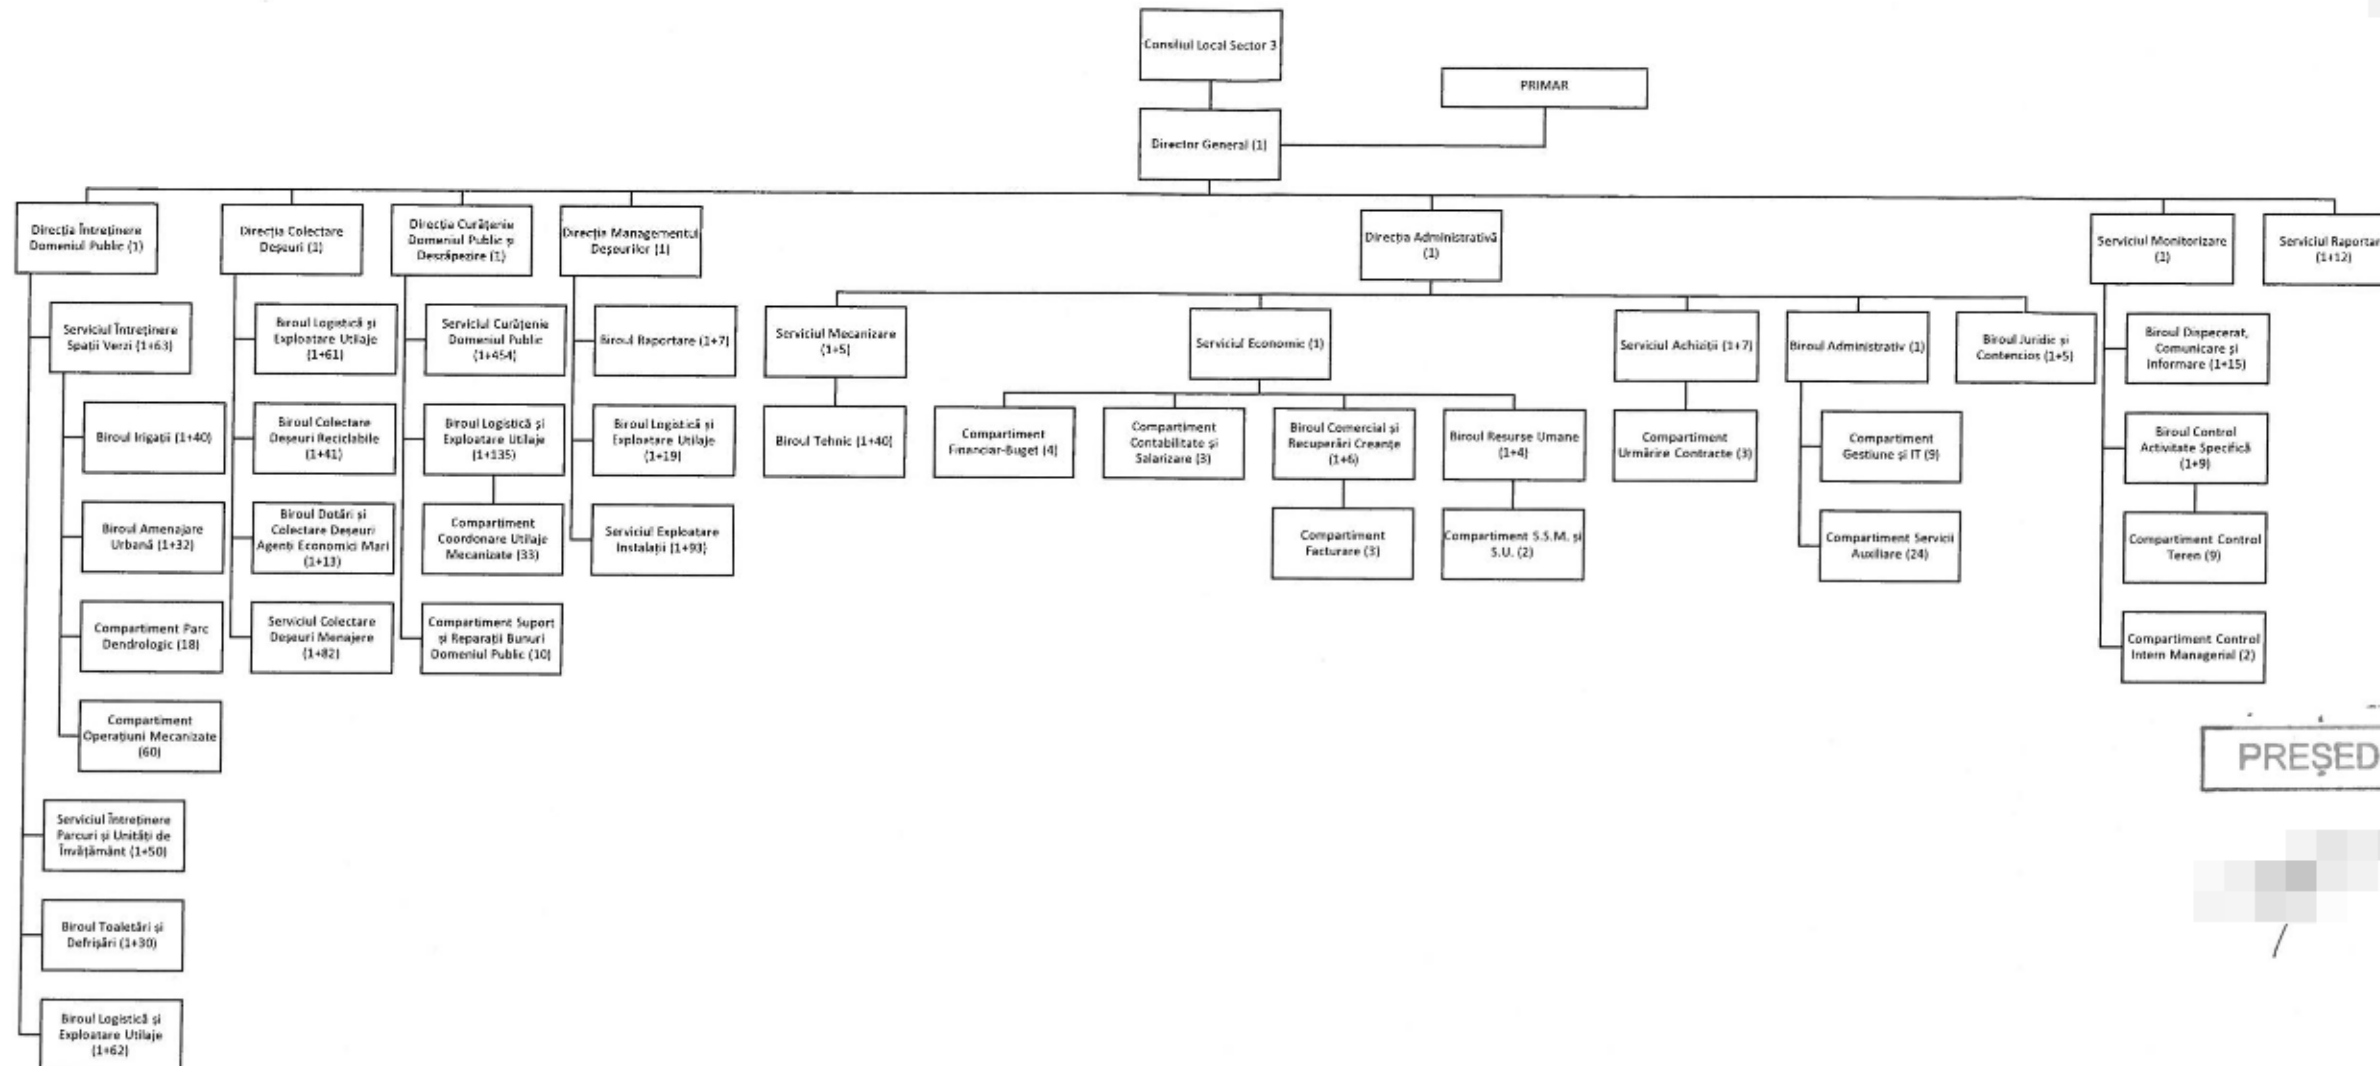 Consiliul Local Sector 3
PRIMAR
Director General (1)
Direcția Întreținere
Domeniul Public (1)
Direcția Colectare
Deșeuri (1)
Direcția Curățenie
Domeniul Public și
Deszăpezire (1)
Direcția Managementul
Deșeurilor (1)
Direcția Administrativă
(1)
Serviciul Monitorizare
(1)
Serviciul Raportar
(1+12)
Serviciul Întreținere
Spații Verzi (1+63)
Biroul Logistică și
Exploatare Utilaje
(1+61)
Serviciul Curățenie
Domeniul Public
(1+454)
Biroul Raportare (1+7)
Serviciul Mecanizare
(1+5)
Serviciul Economic (1)
Serviciul Achiziții (1+7)
Biroul Administrativ (1)
Biroul Juridic și
Contencios (1+5)
Biroul Dispecerat,
Comunicare și
Informare (1+15)
Biroul Irigații (1+40)
Biroul Colectare
Deșeuri Reciclabile
(1+41)
Biroul Logistică și
Exploatare Utilaje
(1+135)
Biroul Logistică și
Exploatare Utilaje
(1+19)
Biroul Tehnic (1+40)
Compartiment
Financiar-Buget (4)
Compartiment
Contabilitate și
Salarizare (3)
Biroul Comercial și
Recuperări Creanțe
(1+6)
Biroul Resurse Umane
(1+4)
Compartiment
Urmărire Contracte (3)
Compartiment
Gestiune și IT (9)
Biroul Control
Activitate Specifică
(1+9)
Biroul Amenajare
Urbană (1+32)
Biroul Dotări și
Colectare Deșeuri
Agenți Economici Mari
(1+13)
Compartiment
Coordonare Utilaje
Mecanizate (33)
Serviciul Exploatare
Instalații (1+93)
Compartiment
Facturare (3)
Compartiment S.S.M. și
S.U. (2)
Compartiment Servicii
Auxiliare (24)
Compartiment Control
Teren (9)
Compartiment Parc
Dendrologic (18)
Serviciul Colectare
Deșeuri Menajere
(1+82)
Compartiment Suport
și Reparații Bunuri
Domeniul Public (10)
Compartiment Control
Intern Managerial (2)
Compartiment
Operațiuni Mecanizate
(60)
PREȘED
Serviciul Întreținere
Parcuri și Unități de
Învățământ (1+50)
Biroul Toaletări și
Defrișări (1+30)
Biroul Logistică și
Exploatare Utilaje
(1+62)